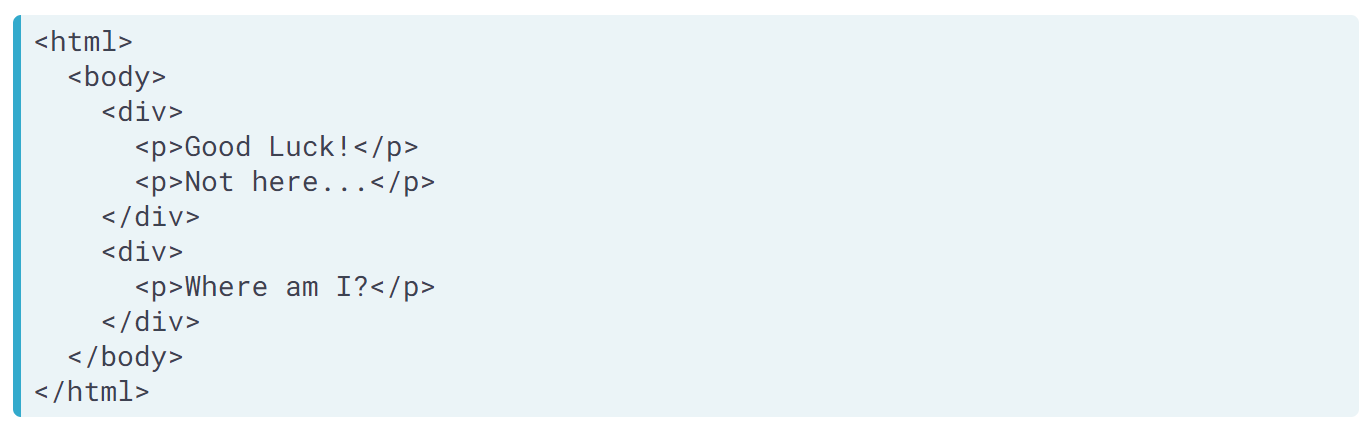 <html>
  <body>
    <div>
      <p>Good Luck!</p>
      <p>Not here...</p>
    </div>
    <div>
      <p>Where am I?</p>
    </div>
  </body>
</html>